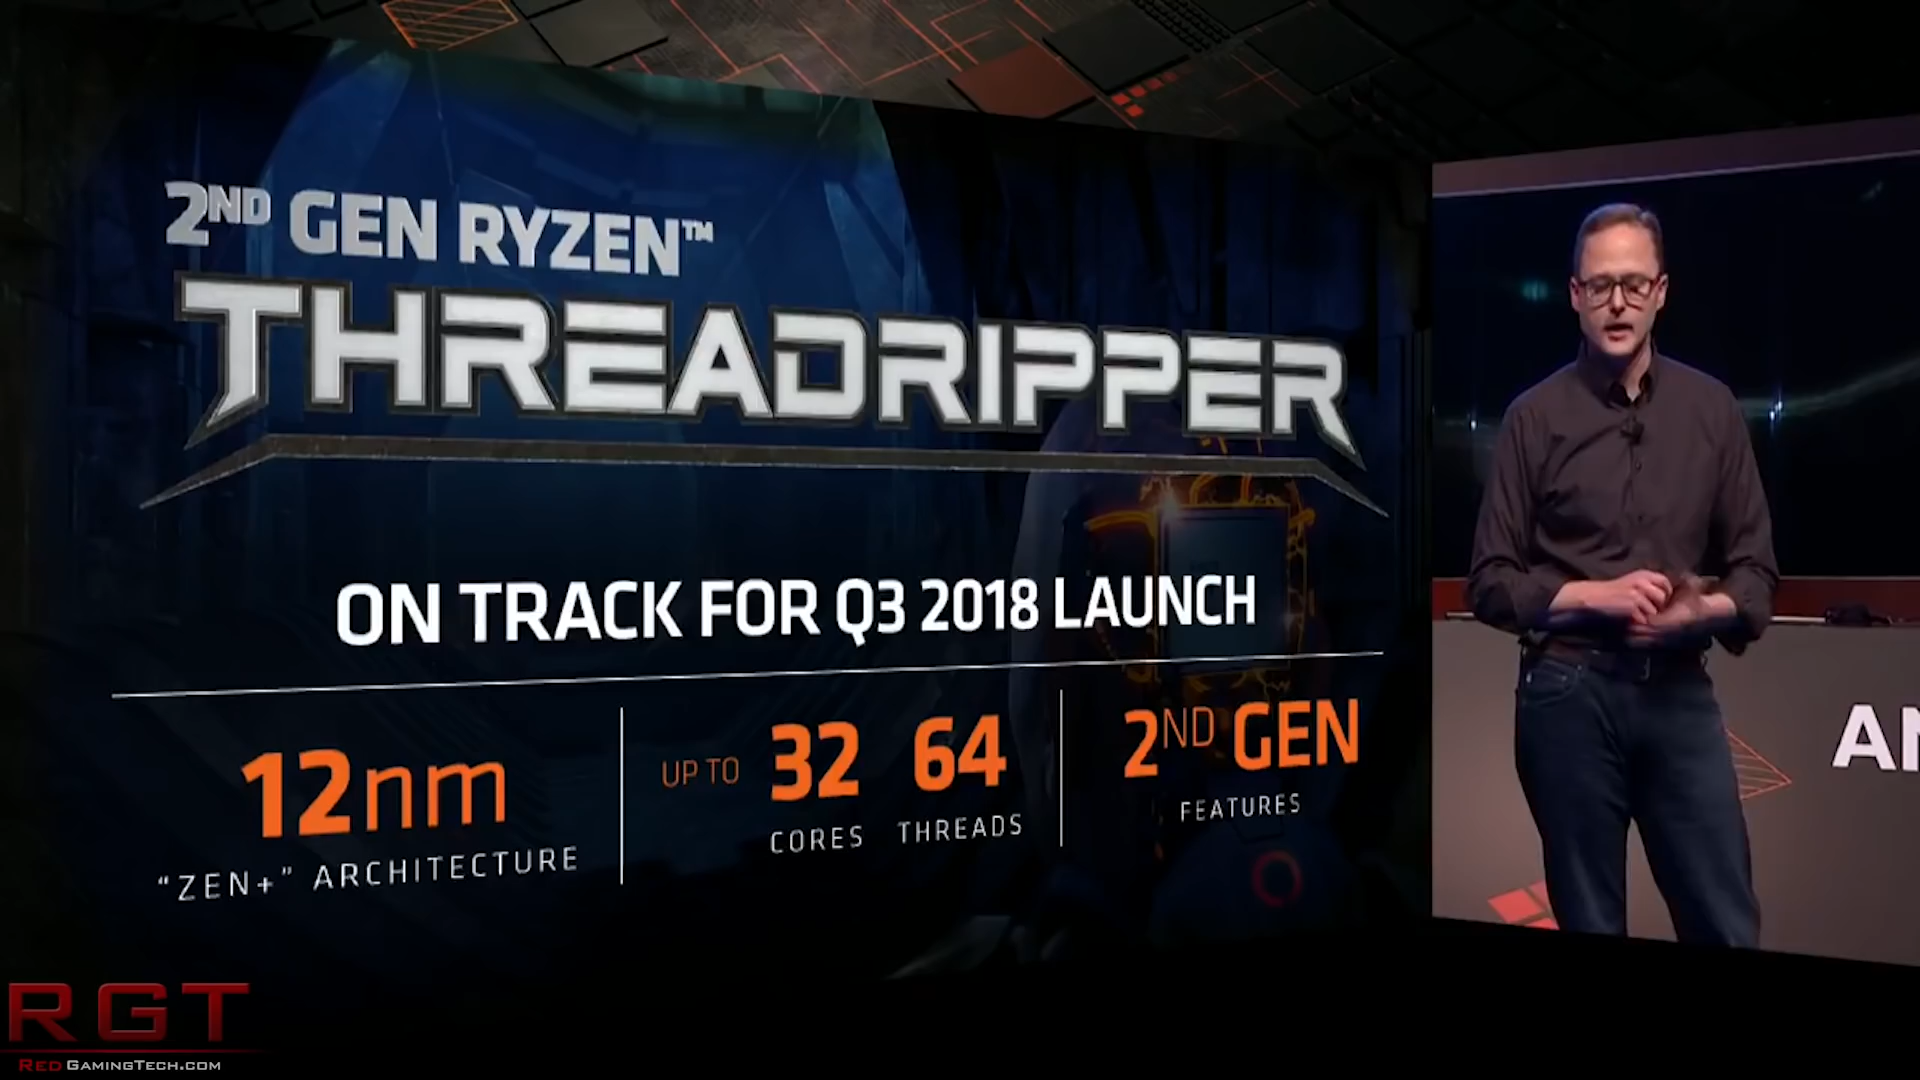 2ND GEN RYZEN™
THREADRIPPER
ON TRACK FOR Q3 2018 LAUNCH
12nm
"ZEN+" ARCHITECTURE
UP TO 32 64
CORES THREADS
2ND GEN
FEATURES
RGT
REDGAMINGTECH.COM